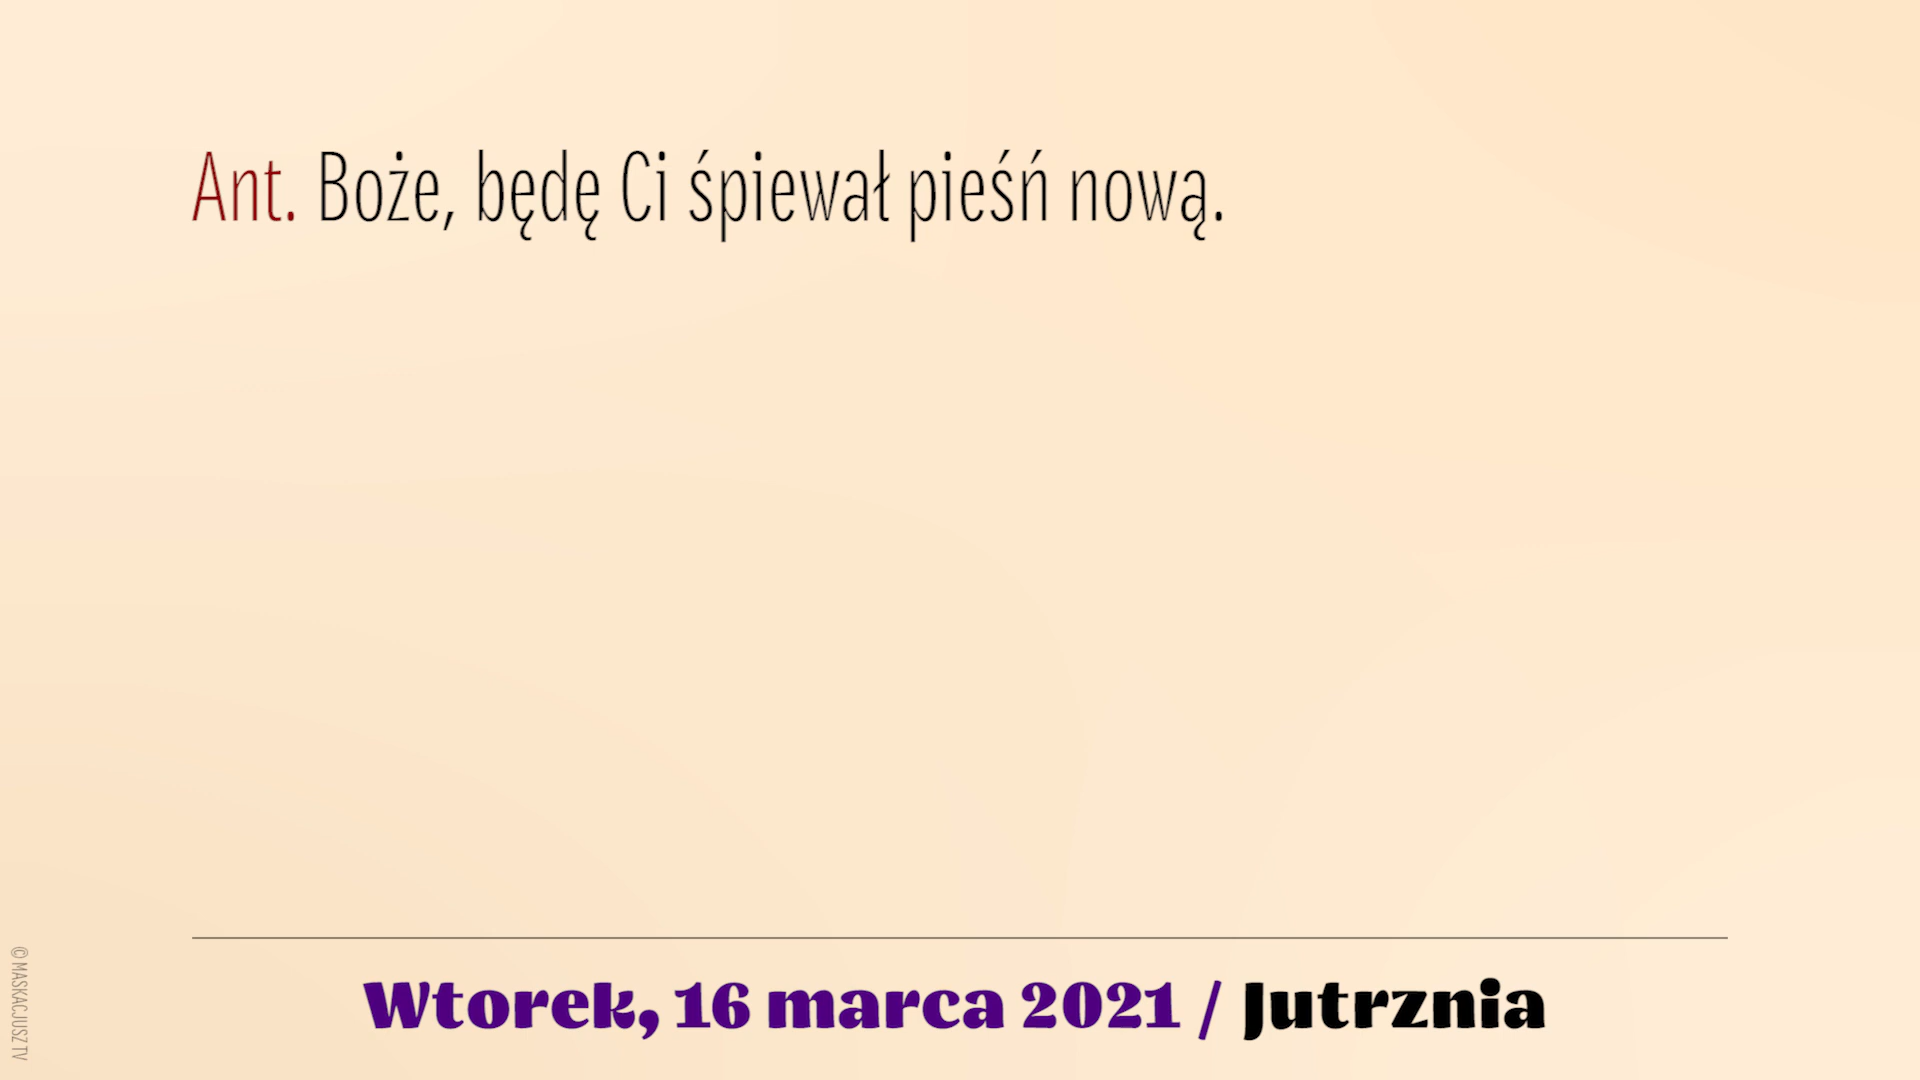 Ant. Boże, będę Ci śpiewał pieśń nową.
Wtorek, 16 marca 2021 / Jutrznia
© MASKACJUSZ TV